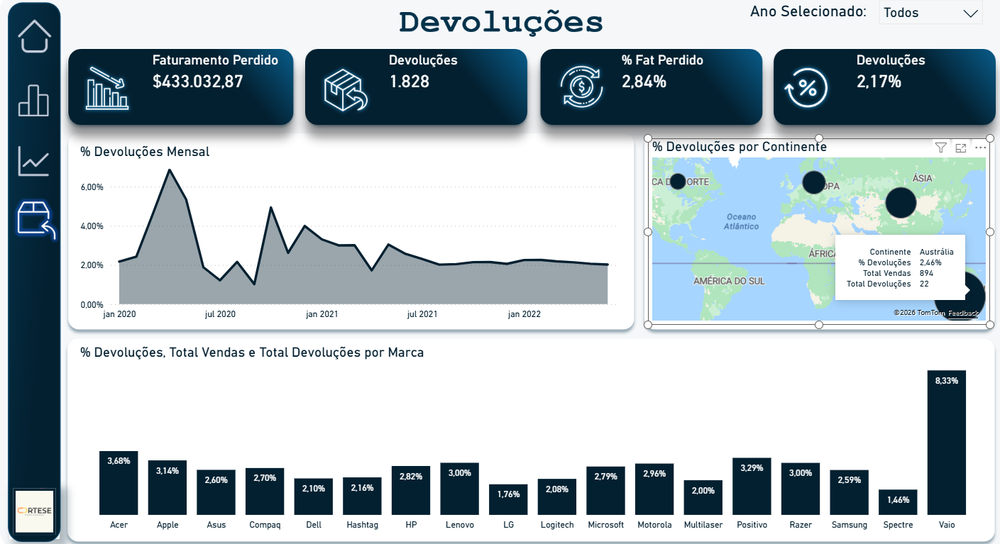 Devoluções
Ano Selecionado:
Todos
Faturamento Perdido
$433.032,87
Devoluções
1.828
% Fat Perdido
2,84%
Devoluções
2,17%
% Devoluções Mensal
6,00%
4,00%
2,00%
0,00%
jan 2020
jul 2020
jan 2021
jul 2021
jan 2022
% Devoluções por Continente
CA DO NORTE
OPA
ÁSIA
Oceano
Atlântico
ÁFRICA
AMÉRICA DO SUL
Continente Austrália
% Devoluções 2,46%
Total Vendas 894
Total Devoluções 22
©2026 TomTom Feedback
% Devoluções, Total Vendas e Total Devoluções por Marca
3,68%
3,14%
2,60%
2,70%
2,10%
2,16%
2,82%
3,00%
1,76%
2,08%
2,79%
2,96%
2,00%
3,29%
3,00%
2,59%
1,46%
8,33%
Acer
Apple
Asus
Compaq
Dell
Hashtag
HP
Lenovo
LG
Logitech
Microsoft
Motorola
Multilaser
Positivo
Razer
Samsung
Spectre
Vaio
RTESE